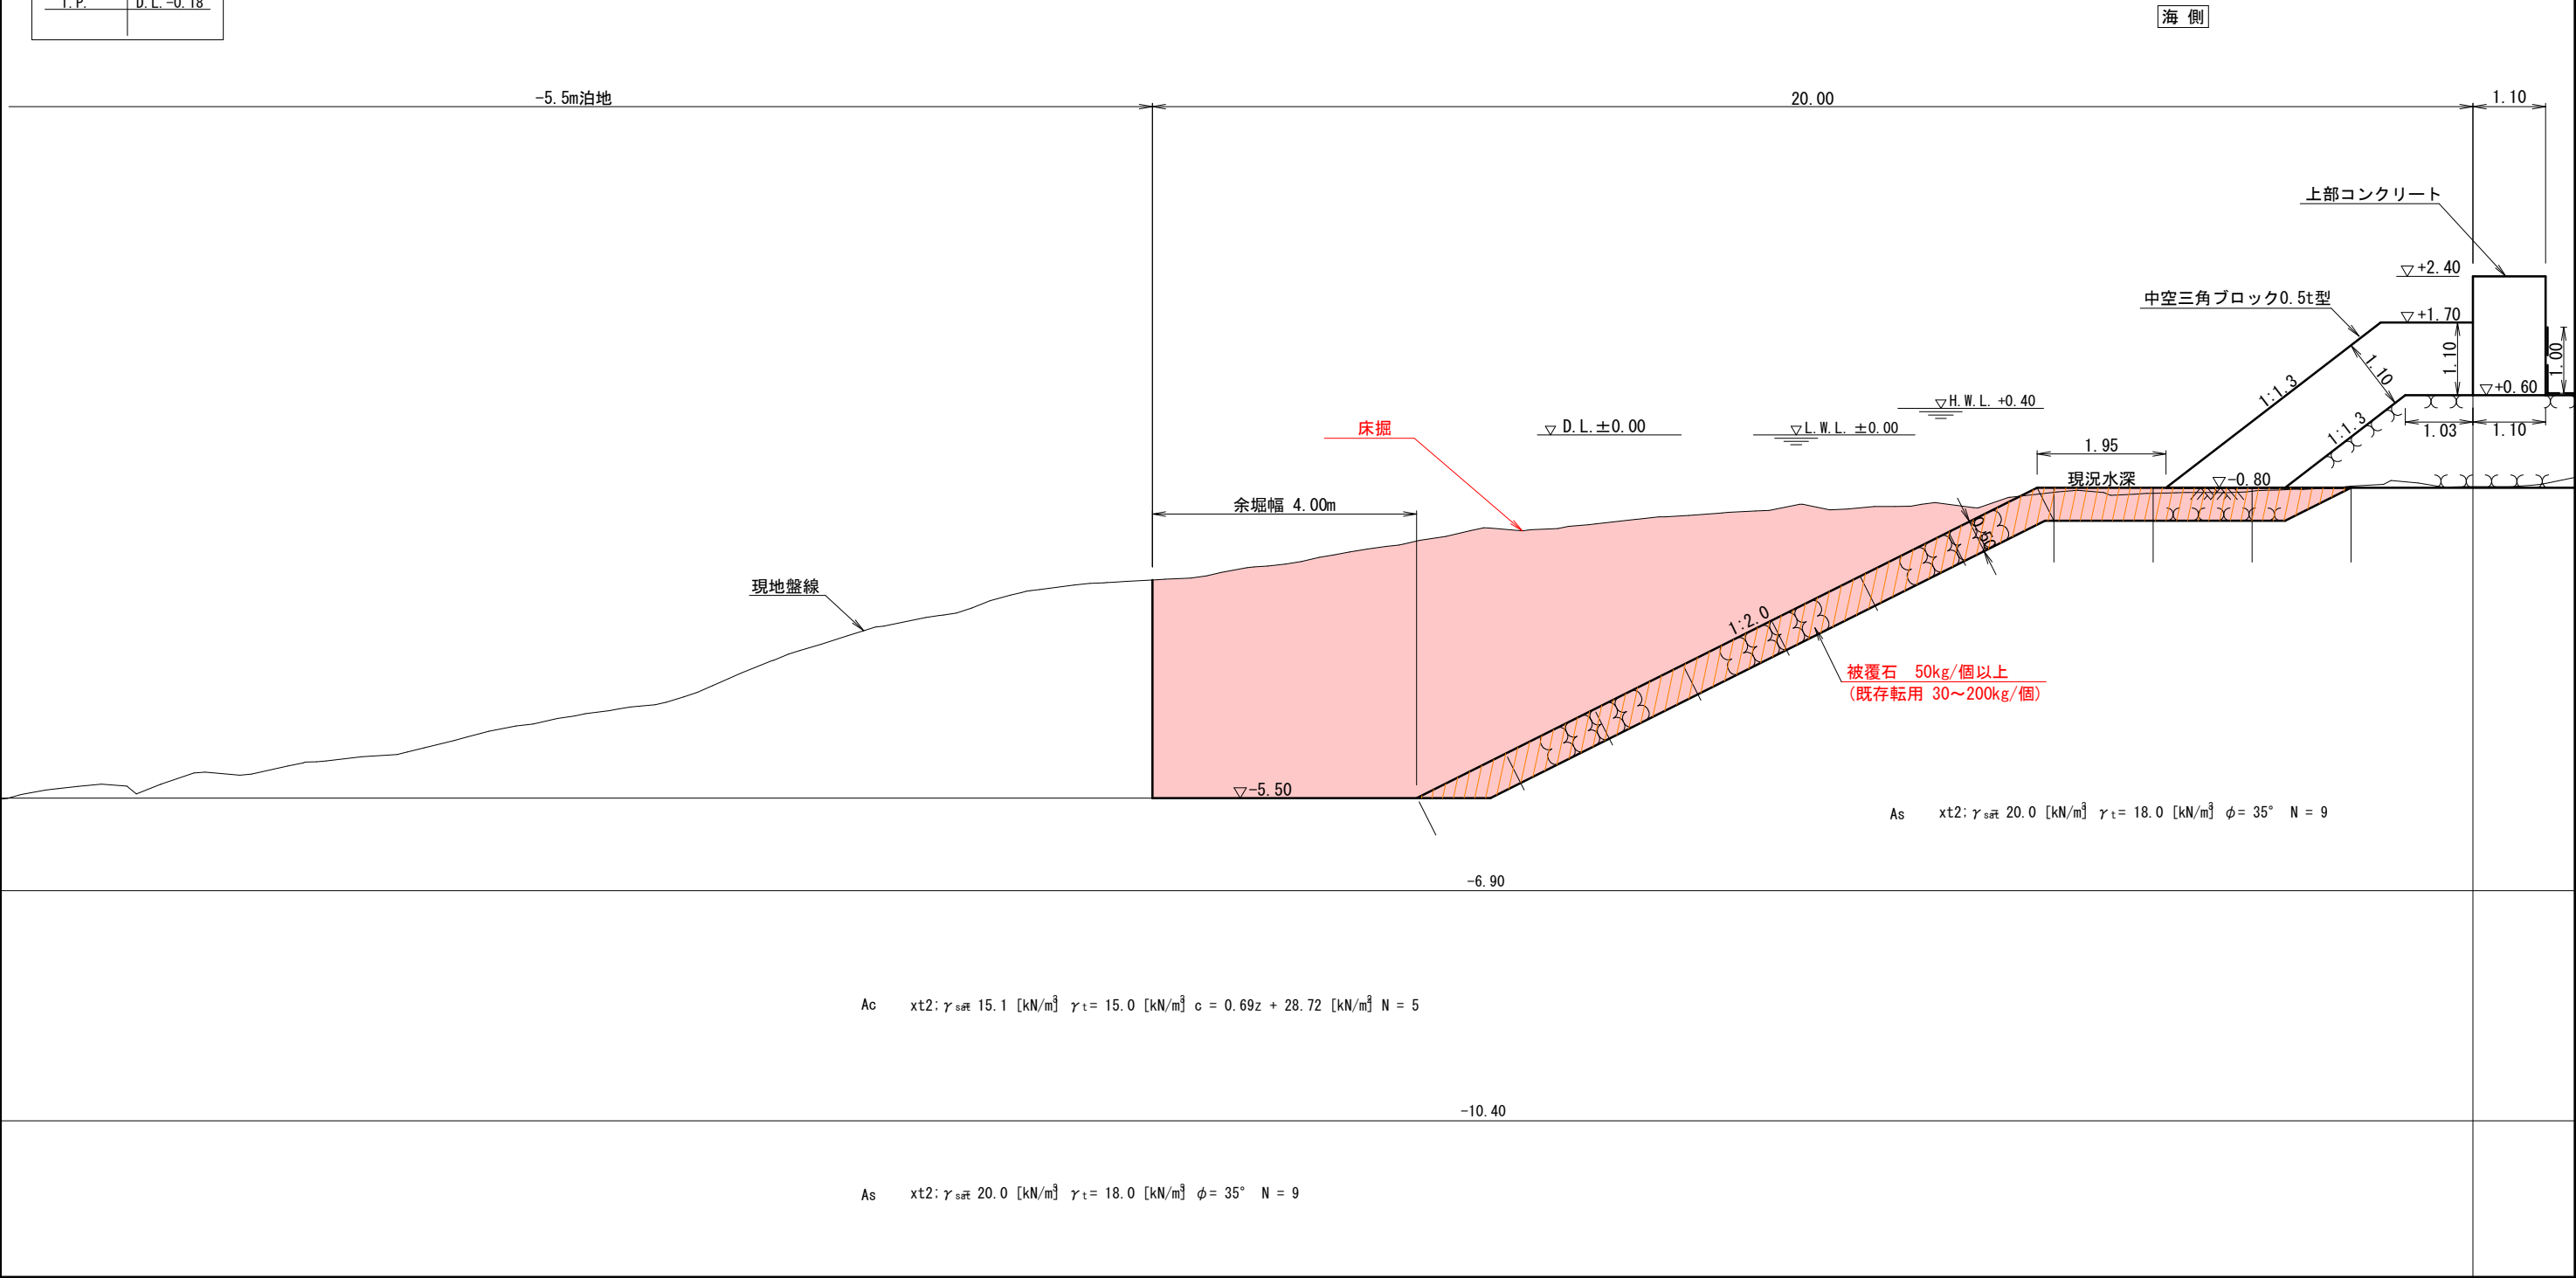 T.P. D.L.-0.18
海 側
-5.5m泊地
20.00
1.10
上部コンクリート
+2.40
中空三角ブロック0.5t型
+1.70
1.10
1.00
1:1.3
1.10
+0.60
H.W.L. +0.40
床掘
D.L.±0.00
L.W.L. ±0.00
1:1.3
1.03
1.10
1.95
現況水深
-0.80
余堀幅 4.00m
0.50
現地盤線
1:2.0
被覆石 50kg/個以上
(既存転用 30～200kg/個)
-5.50
As xt2; γsat= 20.0 [kN/m3] γt= 18.0 [kN/m3] φ= 35° N = 9
-6.90
Ac xt2; γsat= 15.1 [kN/m3] γt= 15.0 [kN/m3] c = 0.69z + 28.72 [kN/m2] N = 5
-10.40
As xt2; γsat= 20.0 [kN/m3] γt= 18.0 [kN/m3] φ= 35° N = 9